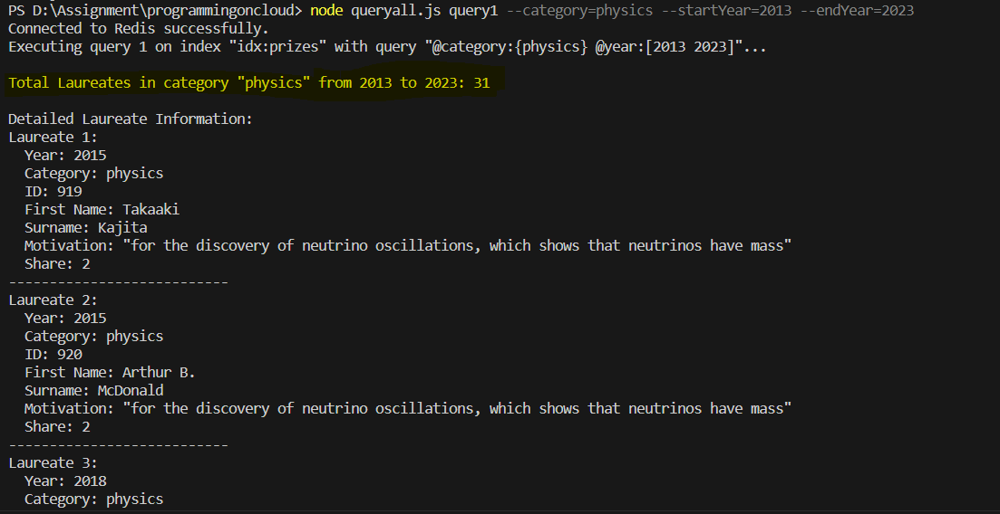 PS D:\Assignment\programmingoncloud> node queryall.js query1 --category=physics --startYear=2013 --endYear=2023
Connected to Redis successfully.
Executing query 1 on index "idx:prizes" with query "@category:{physics} @year:[2013 2023]"...
Total Laureates in category "physics" from 2013 to 2023: 31
Detailed Laureate Information:
Laureate 1:
Year: 2015
Category: physics
ID: 919
First Name: Takaaki
Surname: Kajita
Motivation: "for the discovery of neutrino oscillations, which shows that neutrinos have mass"
Share: 2
---------------------------
Laureate 2:
Year: 2015
Category: physics
ID: 920
First Name: Arthur B.
Surname: McDonald
Motivation: "for the discovery of neutrino oscillations, which shows that neutrinos have mass"
Share: 2
---------------------------
Laureate 3:
Year: 2018
Category: physics